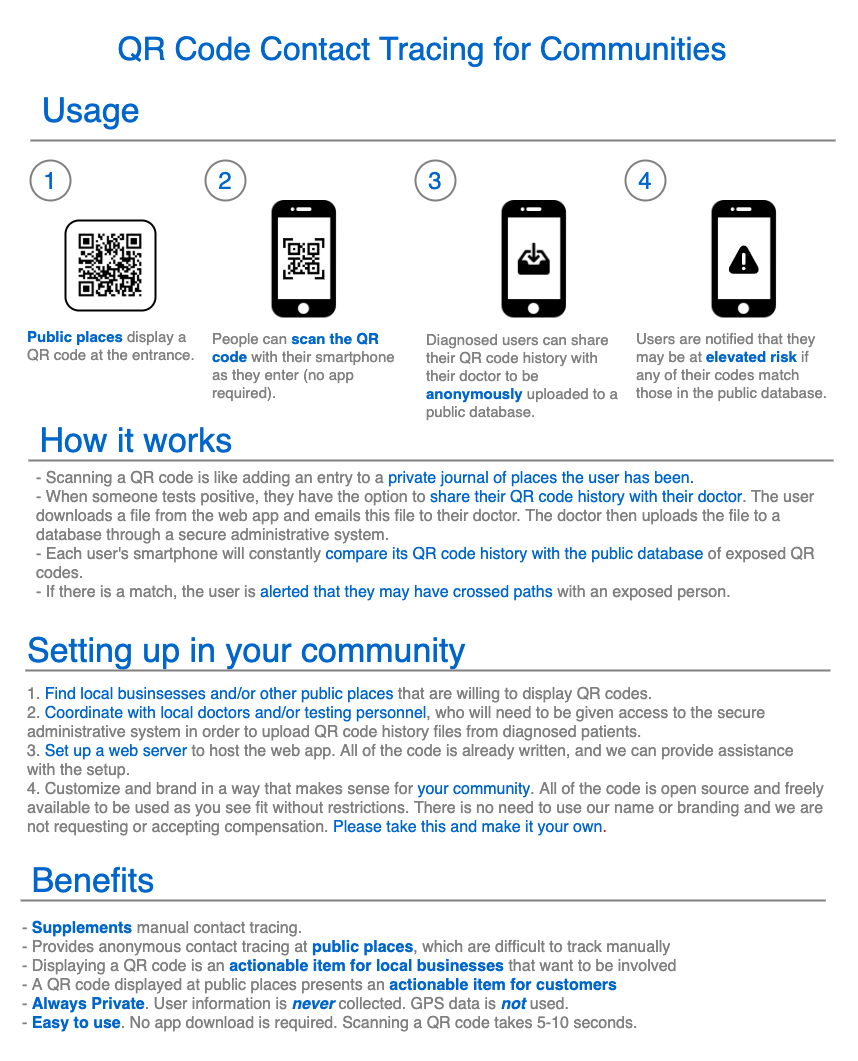 QR Code Contact Tracing for Communities
Usage
1
2
3
4
Public places display a
QR code at the entrance.
People can scan the QR
code with their smartphone
as they enter (no app
required).
Diagnosed users can share
their QR code history with
their doctor to be
anonymously uploaded to a
public database.
Users are notified that they
may be at elevated risk if
any of their codes match
those in the public database.
How it works
- Scanning a QR code is like adding an entry to a private journal of places the user has been.
- When someone tests positive, they have the option to share their QR code history with their doctor. The user
downloads a file from the web app and emails this file to their doctor. The doctor then uploads the file to a
database through a secure administrative system.
- Each user's smartphone will constantly compare its QR code history with the public database of exposed QR
codes.
- If there is a match, the user is alerted that they may have crossed paths with an exposed person.
Setting up in your community
1. Find local businsesses and/or other public places that are willing to display QR codes.
2. Coordinate with local doctors and/or testing personnel, who will need to be given access to the secure
administrative system in order to upload QR code history files from diagnosed patients.
3. Set up a web server to host the web app. All of the code is already written, and we can provide assistance
with the setup.
4. Customize and brand in a way that makes sense for your community. All of the code is open source and freely
available to be used as you see fit without restrictions. There is no need to use our name or branding and we are
not requesting or accepting compensation. Please take this and make it your own.
Benefits
- Supplements manual contact tracing.
- Provides anonymous contact tracing at public places, which are difficult to track manually
- Displaying a QR code is an actionable item for local businesses that want to be involved
- A QR code displayed at public places presents an actionable item for customers
- Always Private. User information is never collected. GPS data is not used.
- Easy to use. No app download is required. Scanning a QR code takes 5-10 seconds.